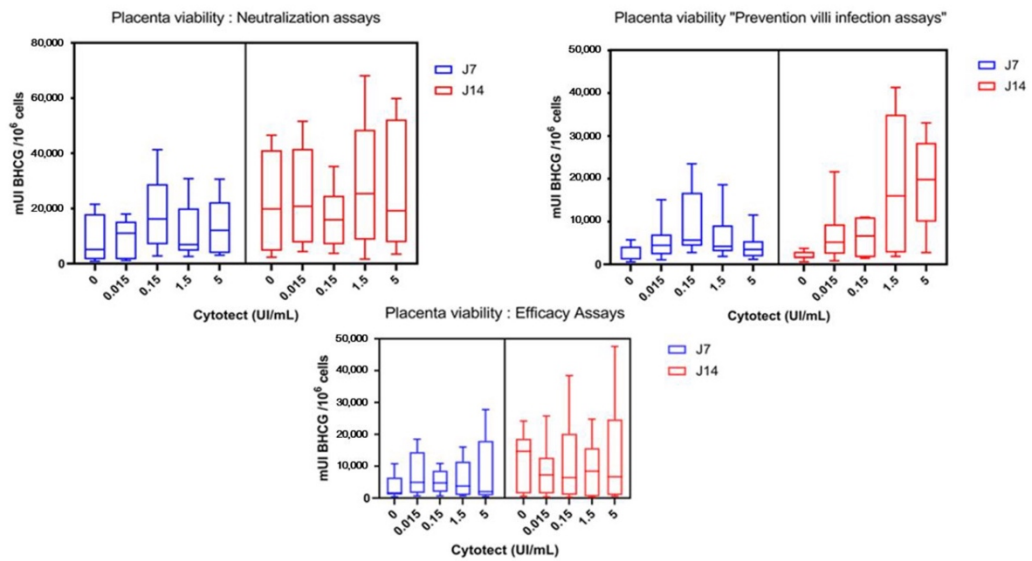 Placenta viability : Neutralization assays
80,000
60,000
40,000
20,000
0
mUI BHCG /10⁶ cells
0 0.015 0.15 1.5 5 0 0.015 0.15 1.5 5
Cytotect (UI/mL)
J7
J14
Placenta viability "Prevention villi infection assays"
50,000
40,000
30,000
20,000
10,000
0
mUI BHCG /10⁶ cells
0 0.015 0.15 1.5 5 0 0.015 0.15 1.5 5
Cytotect (UI/mL)
J7
J14
Placenta viability : Efficacy Assays
50,000
40,000
30,000
20,000
10,000
0
mUI BHCG /10⁶ cells
0 0.015 0.15 1.5 5 0 0.015 0.15 1.5 5
Cytotect (UI/mL)
J7
J14